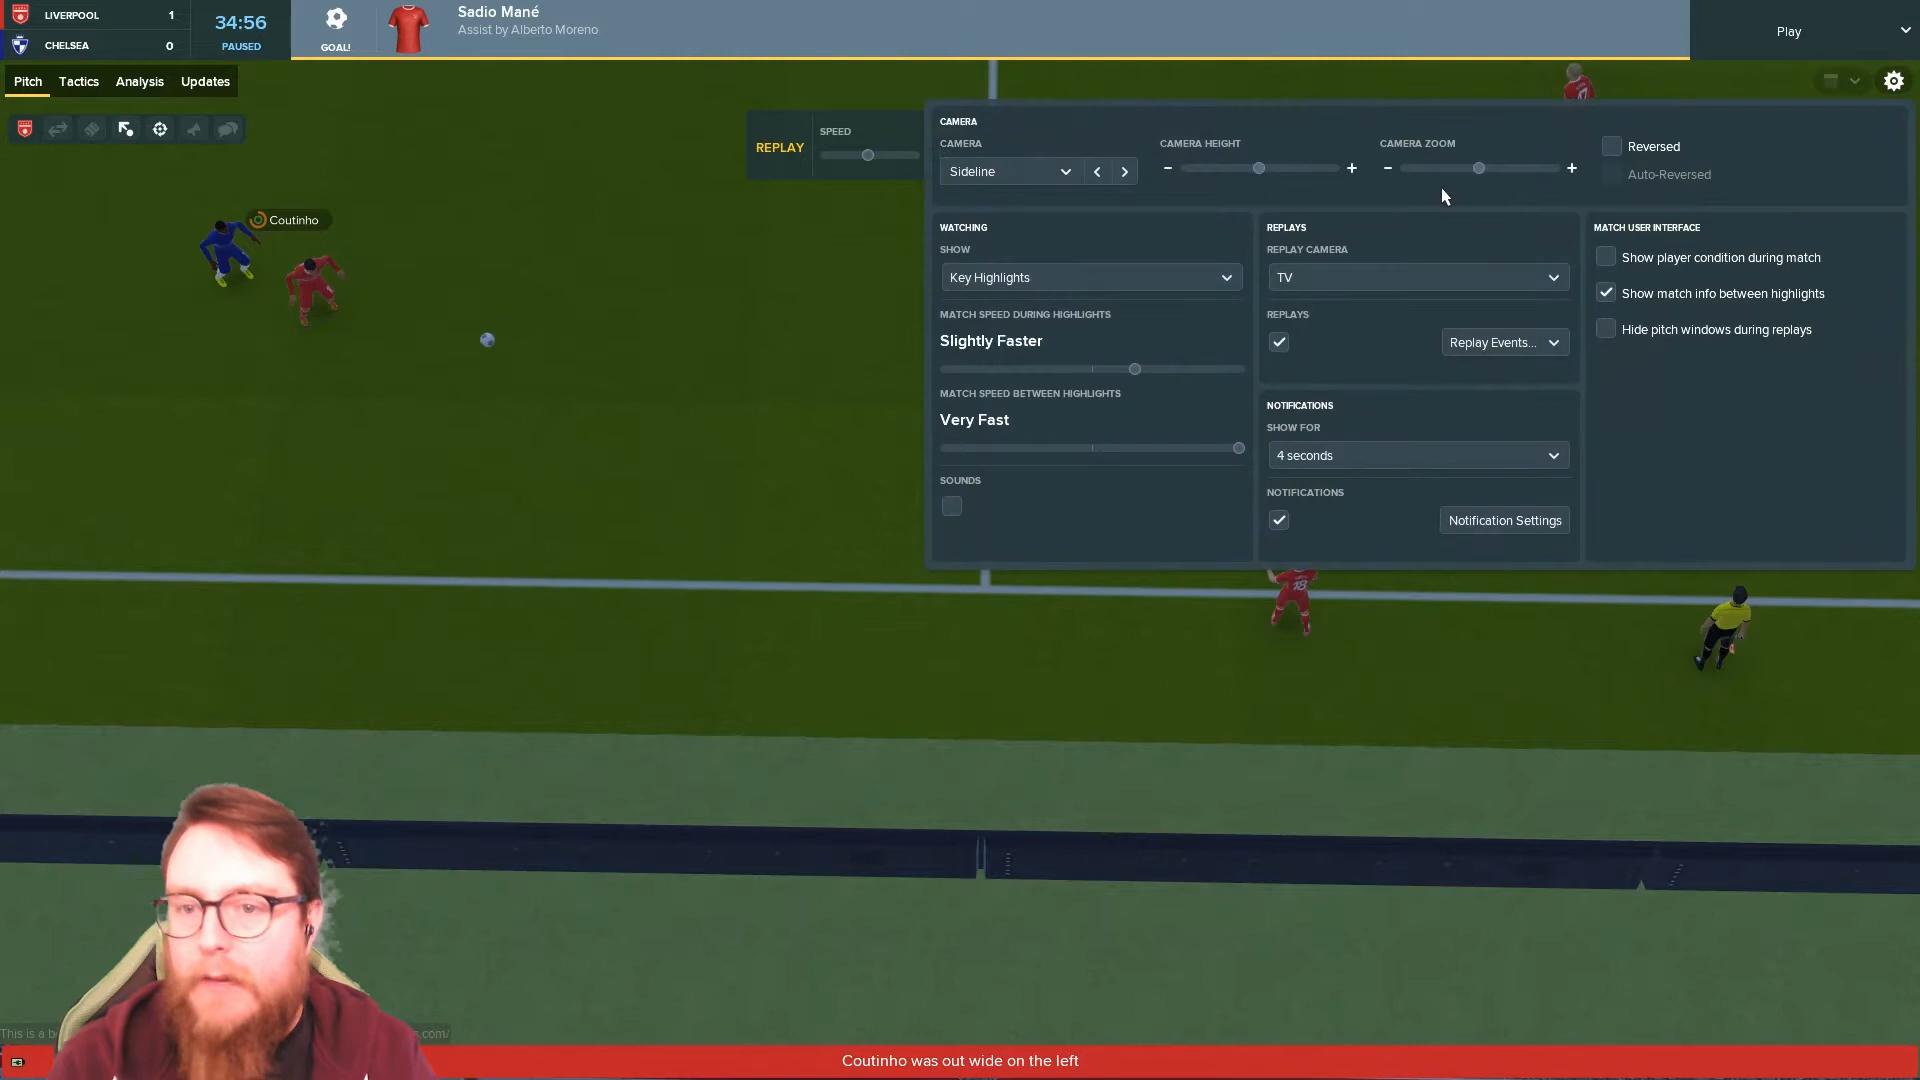 LIVERPOOL 1
CHELSEA 0
34:56
PAUSED
GOAL!
Sadio Mané
Assist by Alberto Moreno
Play
Pitch Tactics Analysis Updates
REPLAY
SPEED
Coutinho
CAMERA
CAMERA
Sideline
CAMERA HEIGHT
CAMERA ZOOM
Reversed
Auto-Reversed
WATCHING
SHOW
Key Highlights
MATCH SPEED DURING HIGHLIGHTS
Slightly Faster
MATCH SPEED BETWEEN HIGHLIGHTS
Very Fast
SOUNDS
REPLAYS
REPLAY CAMERA
TV
REPLAYS
Replay Events...
NOTIFICATIONS
SHOW FOR
4 seconds
NOTIFICATIONS
Notification Settings
MATCH USER INTERFACE
Show player condition during match
Show match info between highlights
Hide pitch windows during replays
18
This is a
.com/
Coutinho was out wide on the left